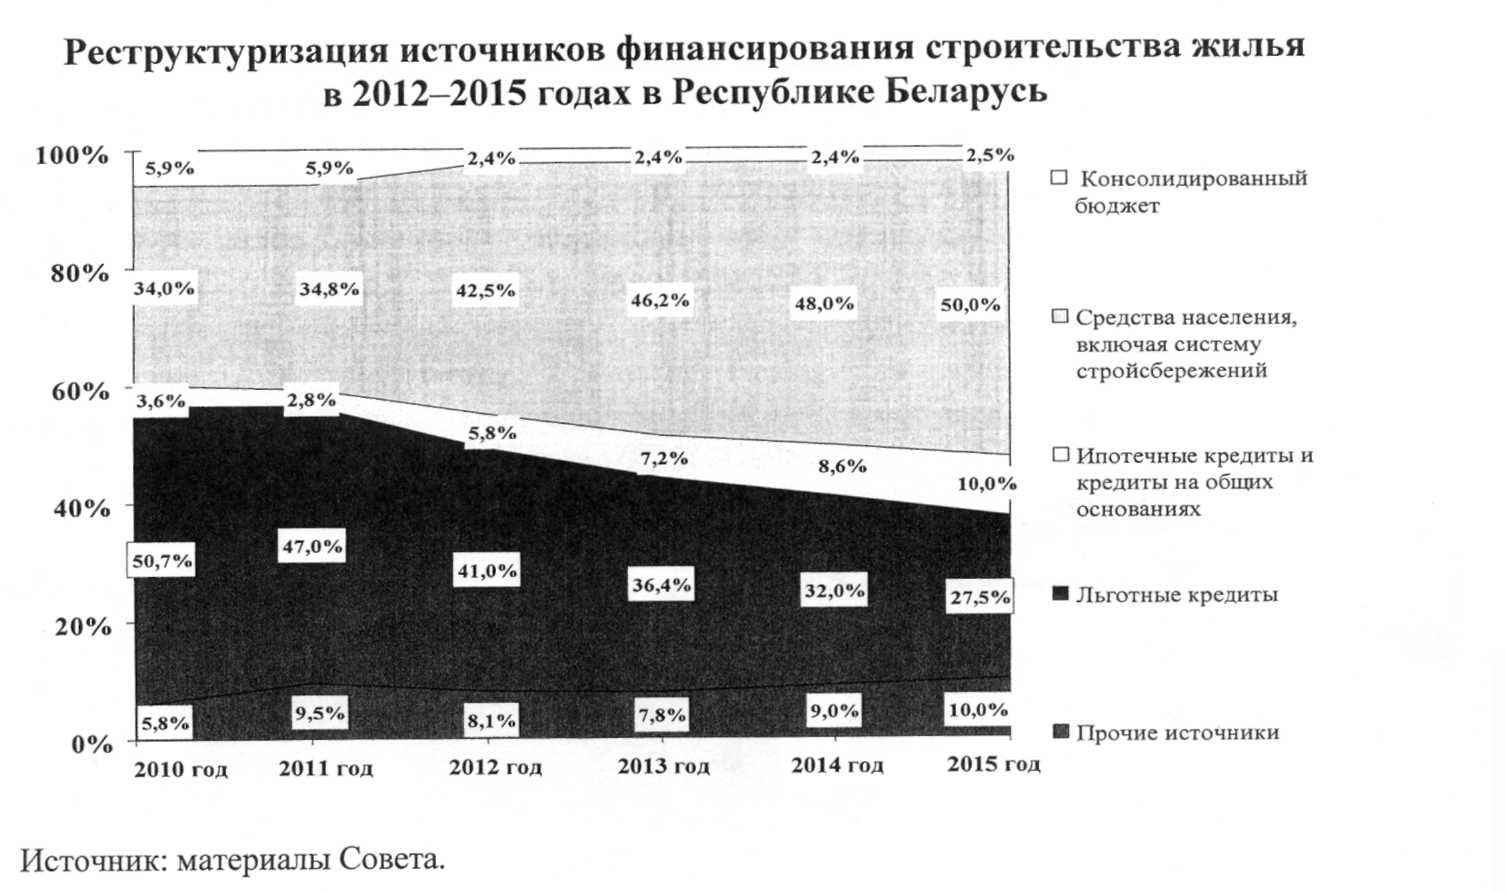 Реструктуризация источников финансирования строительства жилья
в 2012–2015 годах в Республике Беларусь
100%
80%
60%
40%
20%
0%
5,9%
5,9%
2,4%
2,4%
2,4%
2,5%
34,0%
34,8%
42,5%
46,2%
48,0%
50,0%
3,6%
2,8%
5,8%
7,2%
8,6%
10,0%
50,7%
47,0%
41,0%
36,4%
32,0%
27,5%
5,8%
9,5%
8,1%
7,8%
9,0%
10,0%
2010 год
2011 год
2012 год
2013 год
2014 год
2015 год
Консолидированный
бюджет
Средства населения,
включая систему
стройсбережений
Ипотечные кредиты и
кредиты на общих
основаниях
Льготные кредиты
Прочие источники
Источник: материалы Совета.